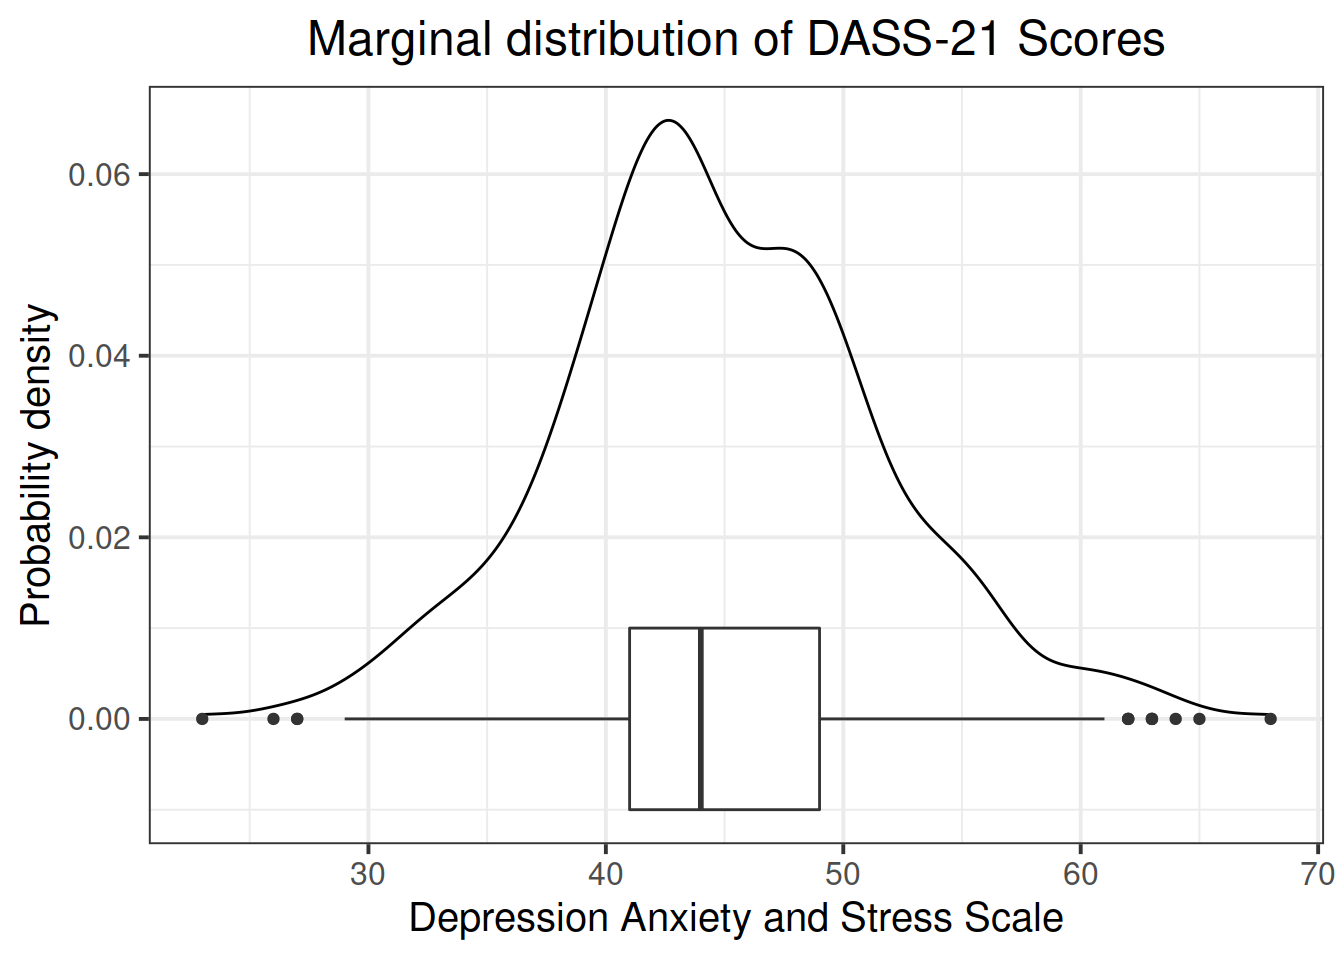 Marginal distribution of DASS-21 Scores
Probability density
0.06
0.04
0.02
0.00
30 40 50 60 70
Depression Anxiety and Stress Scale